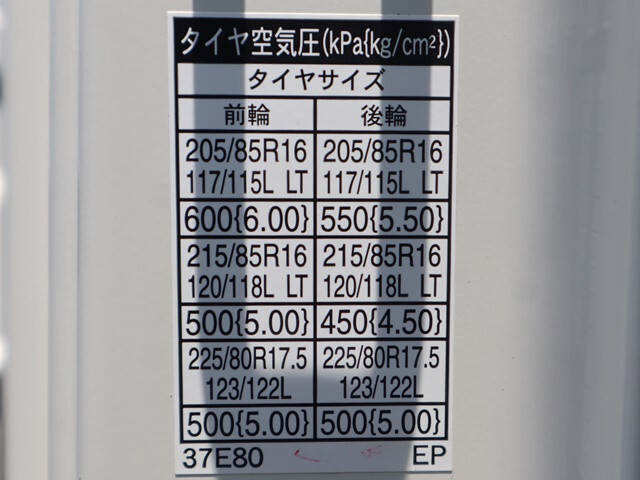 タイヤ空気圧(kPa{kg/cm²})
タイヤサイズ
前輪 後輪
205/85R16 205/85R16
117/115L LT 117/115L LT
600{6.00} 550{5.50}
215/85R16 215/85R16
120/118L LT 120/118L LT
500{5.00} 450{4.50}
225/80R17.5 225/80R17.5
123/122L 123/122L
500{5.00} 500{5.00}
37E80 EP